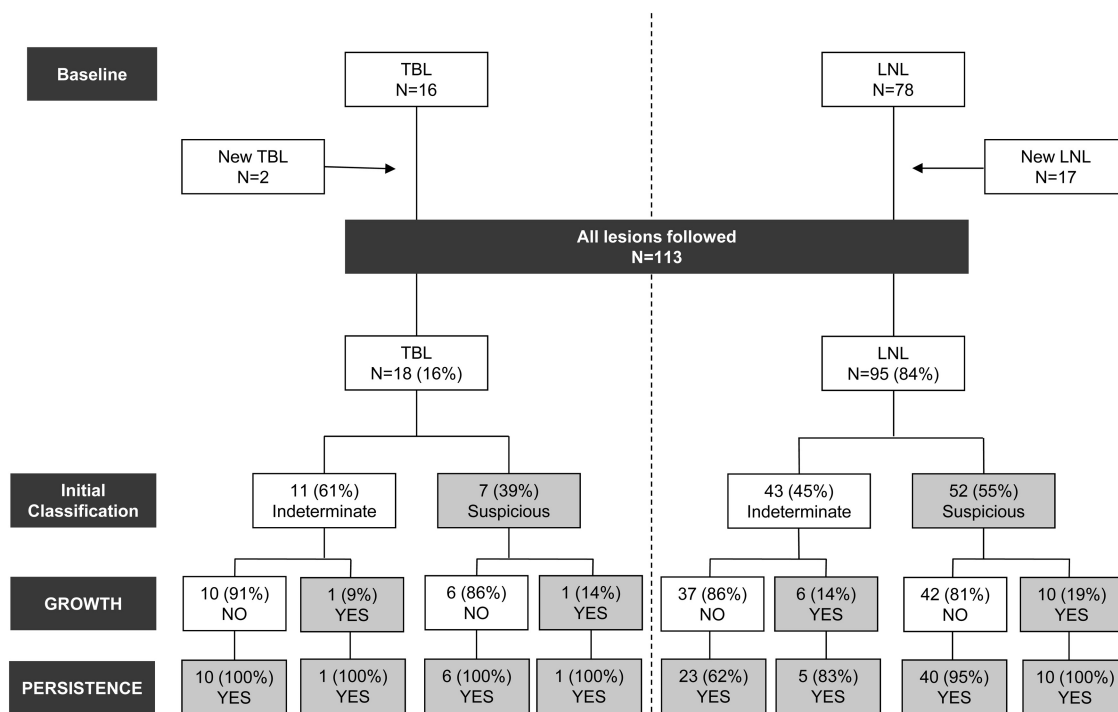 Baseline
TBL
N=16
LNL
N=78
New TBL
N=2
New LNL
N=17
All lesions followed
N=113
TBL
N=18 (16%)
LNL
N=95 (84%)
Initial
Classification
11 (61%)
Indeterminate
7 (39%)
Suspicious
43 (45%)
Indeterminate
52 (55%)
Suspicious
GROWTH
10 (91%)
NO
1 (9%)
YES
6 (86%)
NO
1 (14%)
YES
37 (86%)
NO
6 (14%)
YES
42 (81%)
NO
10 (19%)
YES
PERSISTENCE
10 (100%)
YES
1 (100%)
YES
6 (100%)
YES
1 (100%)
YES
23 (62%)
YES
5 (83%)
YES
40 (95%)
YES
10 (100%)
YES